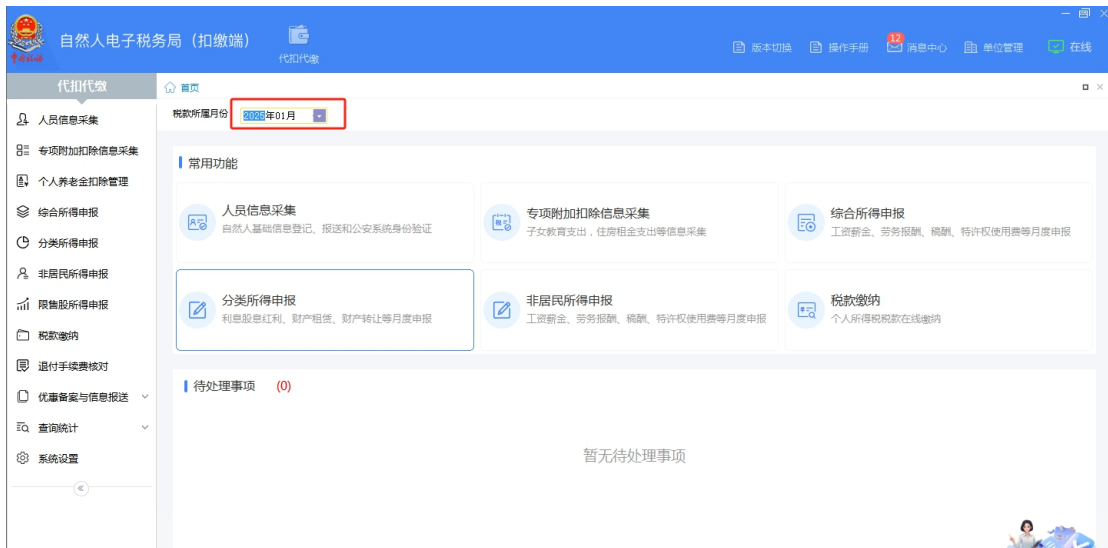 自然人电子税务局（扣缴端）
代扣代缴
版本切换
操作手册
12
消息中心
单位管理
在线
代扣代缴
人员信息采集
专项附加扣除信息采集
个人养老金扣除管理
综合所得申报
分类所得申报
非居民所得申报
限售股所得申报
税款缴纳
退付手续费核对
优惠备案与信息报送
查询统计
系统设置
首页
税款所属月份
2025年01月
常用功能
人员信息采集
自然人基础信息登记、报送和公安系统身份验证
专项附加扣除信息采集
子女教育支出，住房租金支出等信息采集
综合所得申报
工资薪金、劳务报酬、稿酬、特许权使用费等月度申报
分类所得申报
利息股息红利、财产租赁、财产转让等月度申报
非居民所得申报
工资薪金、劳务报酬、稿酬、特许权使用费等月度申报
税款缴纳
个人所得税税款在线缴纳
待处理事项 (0)
暂无待处理事项